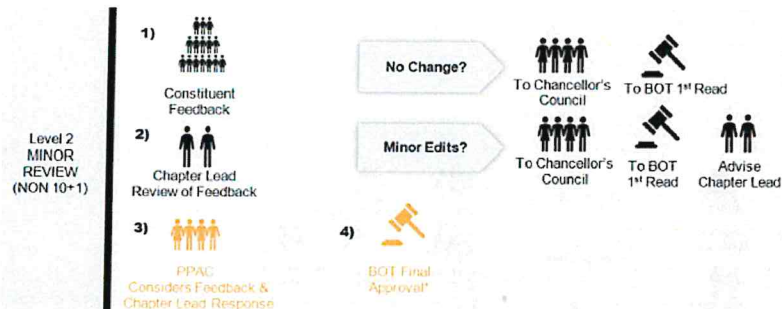 Level 2
MINOR
REVIEW
(NON 10+1)
1)
Constituent
Feedback
No Change?
To Chancellor's
Council
To BOT 1st Read
2)
Chapter Lead
Review of Feedback
Minor Edits?
To Chancellor's
Council
To BOT
1st Read
Advise
Chapter Lead
3)
PPAC
Considers Feedback &
Chapter Lead Response
4)
BOT Final
Approval*